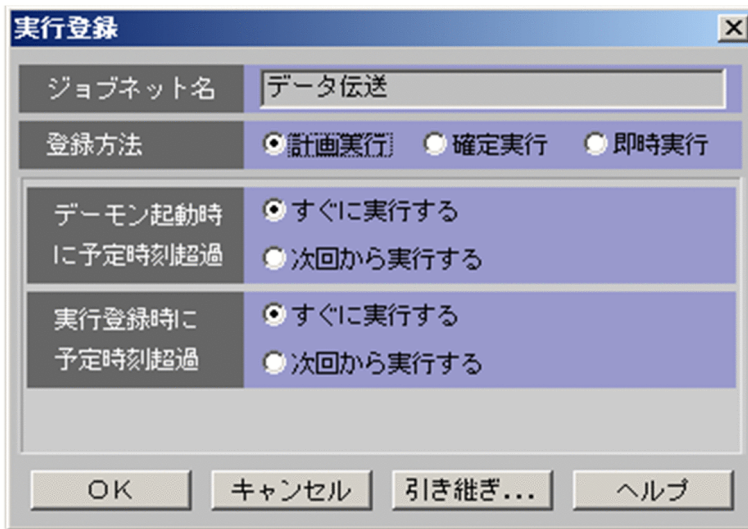 実行登録
ジョブネット名 データ伝送
登録方法 計画実行 確定実行 即時実行
デーモン起動時 すぐに実行する
に予定時刻超過 次回から実行する
実行登録時に すぐに実行する
予定時刻超過 次回から実行する
OK キャンセル 引き継ぎ... ヘルプ